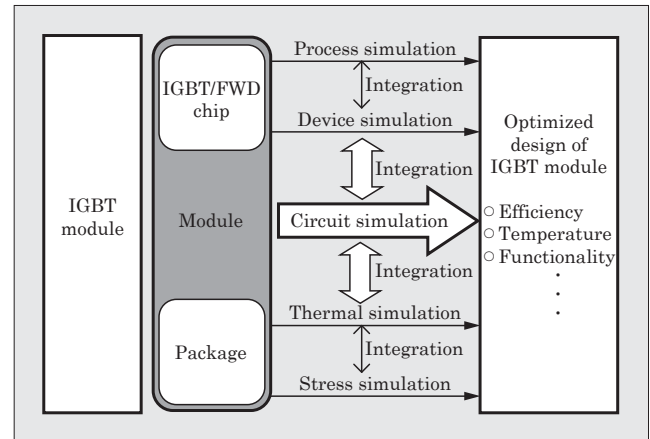 IGBT
module
IGBT/FWD
chip
Module
Package
Process simulation
Integration
Device simulation
Integration
Circuit simulation
Integration
Thermal simulation
Integration
Stress simulation
Optimized
design of
IGBT module
○ Efficiency
○ Temperature
○ Functionality
·
·
·